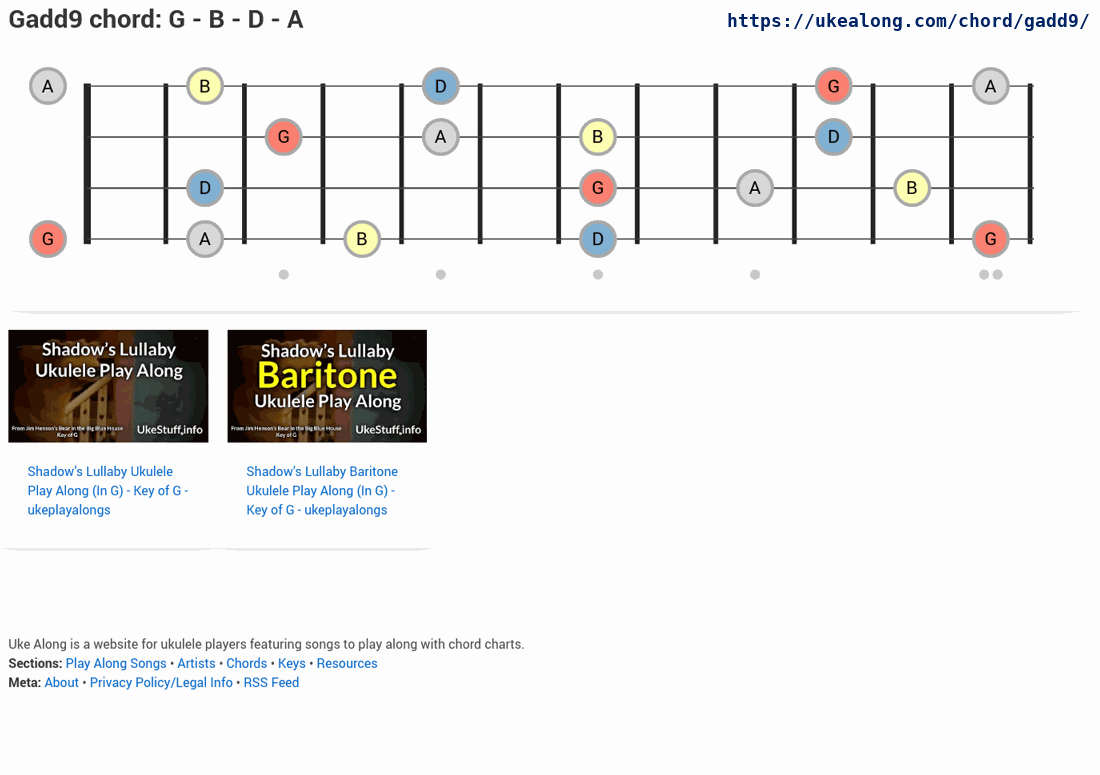 Gadd9 chord: G - B - D - A
https://ukealong.com/chord/gadd9/
A B D G A
G A B D
D G A B
G A B D G
Shadow's Lullaby
Ukulele Play Along
From Jim Henson's Bear in the Big Blue House
Key of G
UkeStuff.info
Shadow's Lullaby
Baritone
Ukulele Play Along
From Jim Henson's Bear in the Big Blue House
Key of G
UkeStuff.info
Shadow’s Lullaby Ukulele
Play Along (In G) - Key of G -
ukeplayalongs
Shadow’s Lullaby Baritone
Ukulele Play Along (In G) -
Key of G - ukeplayalongs
Uke Along is a website for ukulele players featuring songs to play along with chord charts.
Sections: Play Along Songs • Artists • Chords • Keys • Resources
Meta: About • Privacy Policy/Legal Info • RSS Feed